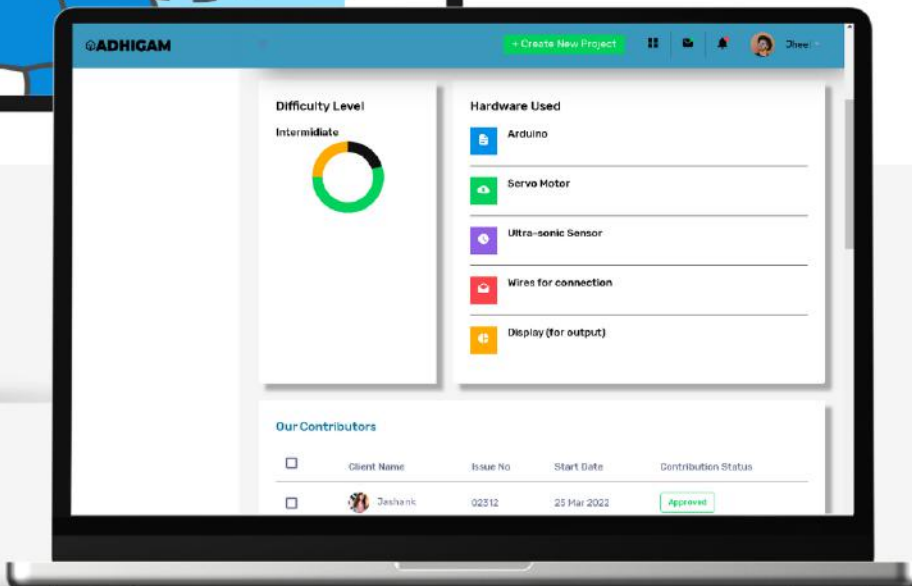 ADHIGAM
+ Create New Project
Jheel
Difficulty Level
Intermidiate
Hardware Used
Arduino
Servo Motor
Ultra-sonic Sensor
Wires for connection
Display (for output)
Our Contributors
Client Name Issue No Start Date Contribution Status
Jashank 02312 25 Mar 2022 Approved